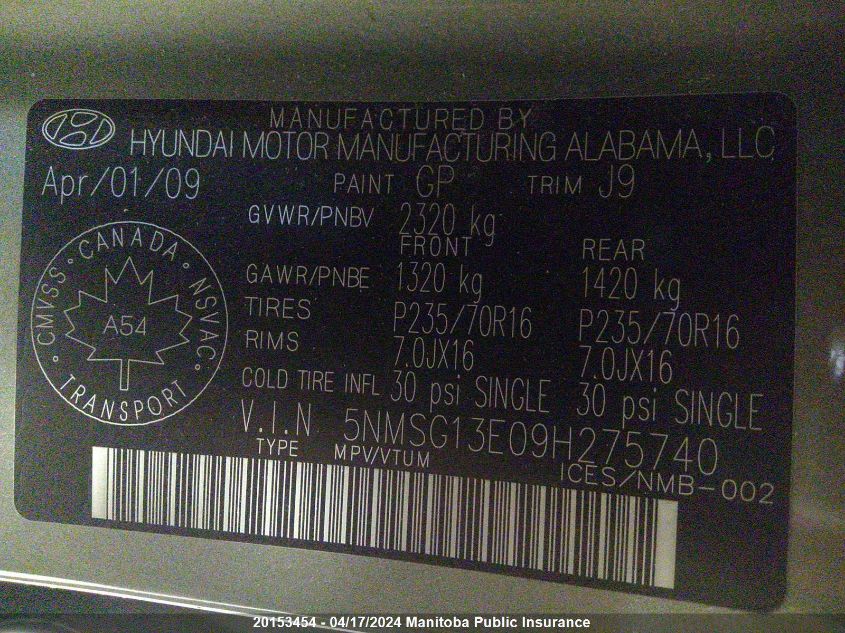 MANUFACTURED BY
HYUNDAI MOTOR MANUFACTURING ALABAMA, LLC
Apr/01/09 PAINT GP TRIM J9
GVWR/PNBV 2320 kg
FRONT REAR
GAWR/PNBE 1320 kg 1420 kg
TIRES P235/70R16 P235/70R16
RIMS 7.0JX16 7.0JX16
COLD TIRE INFL 30 psi SINGLE 30 psi SINGLE
CMVSS · CANADA · NSVAC · TRANSPORT
A54
V.I.N 5NMSG13E09H275740
TYPE MPV/VTUM ICES/NMB-002
20153454 - 04/17/2024 Manitoba Public Insurance